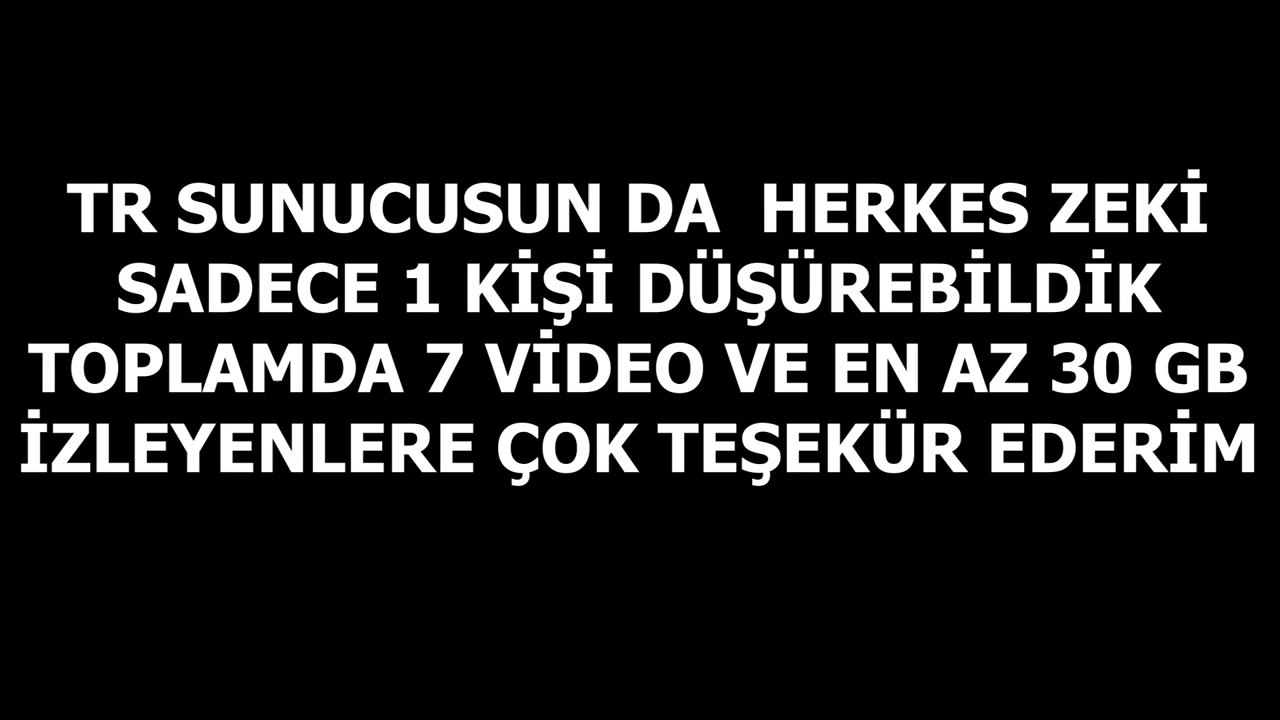 TR SUNUCUSUN DA  HERKES ZEKİ
SADECE 1 KİŞİ DÜŞÜREBİLDİK
TOPLAMDA 7 VİDEO VE EN AZ 30 GB
İZLEYENLERE ÇOK TEŞEKÜR EDERİM